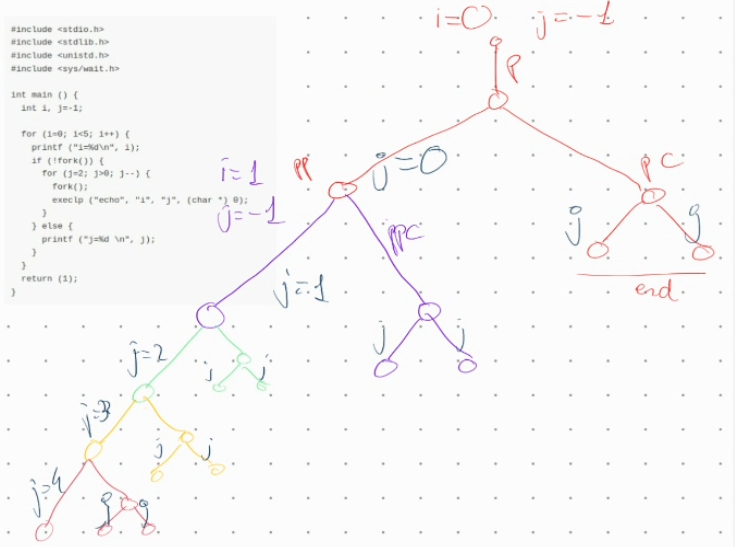 #include <stdio.h>
#include <stdlib.h>
#include <unistd.h>
#include <sys/wait.h>
int main () {
int i, j=-1;
for (i=0; i<5; i++) {
printf ("i=%d\n", i);
if (!fork()) {
for (j=2; j>0; j--) {
fork();
execlp ("echo", "i", "j", (char *) 0);
}
} else {
printf ("j=%d \n", j);
}
}
return (1);
}
i=0 j=-1
P
PP
j=0
PC
i=1
j=-1
PPC
j j
end
j=1
j j
j=2
j j
j=3
j j
j=4
j j